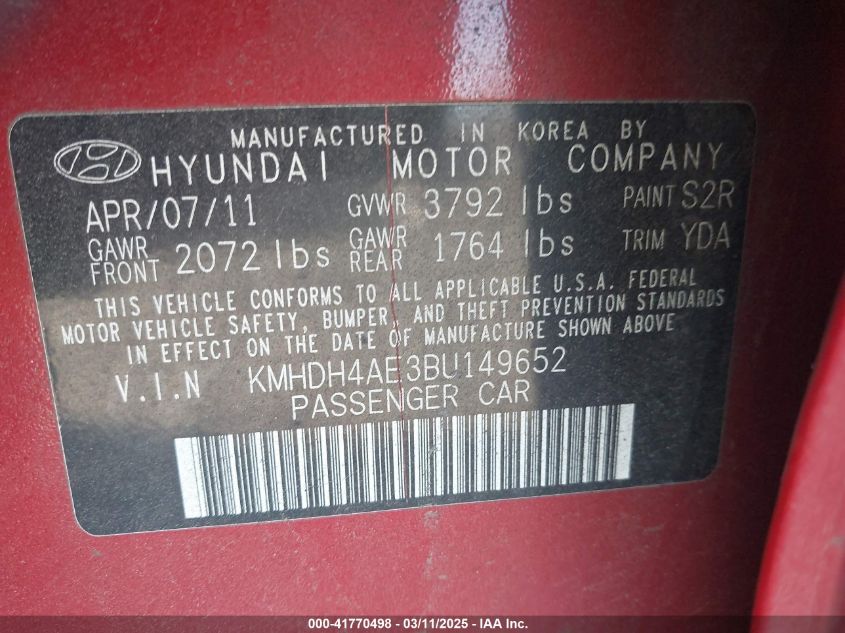 MANUFACTURED IN KOREA BY
HYUNDAI MOTOR COMPANY
APR/07/11 GVWR 3792 lbs PAINT S2R
GAWR FRONT 2072 lbs GAWR REAR 1764 lbs TRIM YDA
THIS VEHICLE CONFORMS TO ALL APPLICABLE U.S.A. FEDERAL
MOTOR VEHICLE SAFETY, BUMPER, AND THEFT PREVENTION STANDARDS
IN EFFECT ON THE DATE OF MANUFACTURE SHOWN ABOVE
V.I.N KMHDH4AE3BU149652
PASSENGER CAR
000-41770498 - 03/11/2025 - IAA Inc.